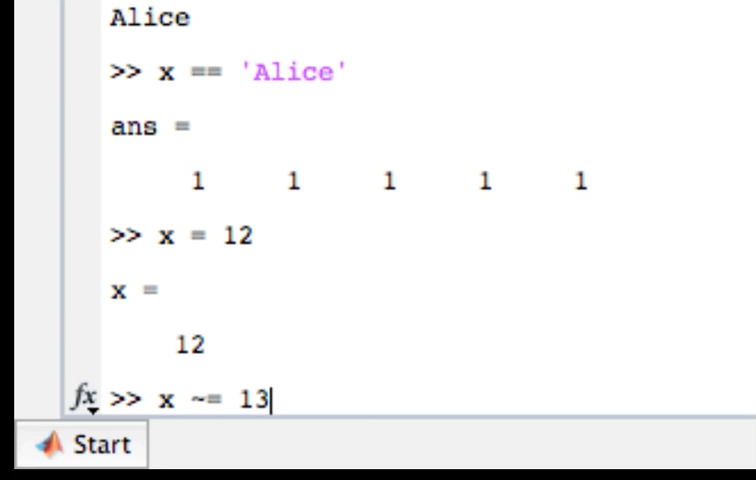 Alice
>> x == 'Alice'
ans =
1 1 1 1 1
>> x = 12
x =
12
fx >> x ~= 13
Start